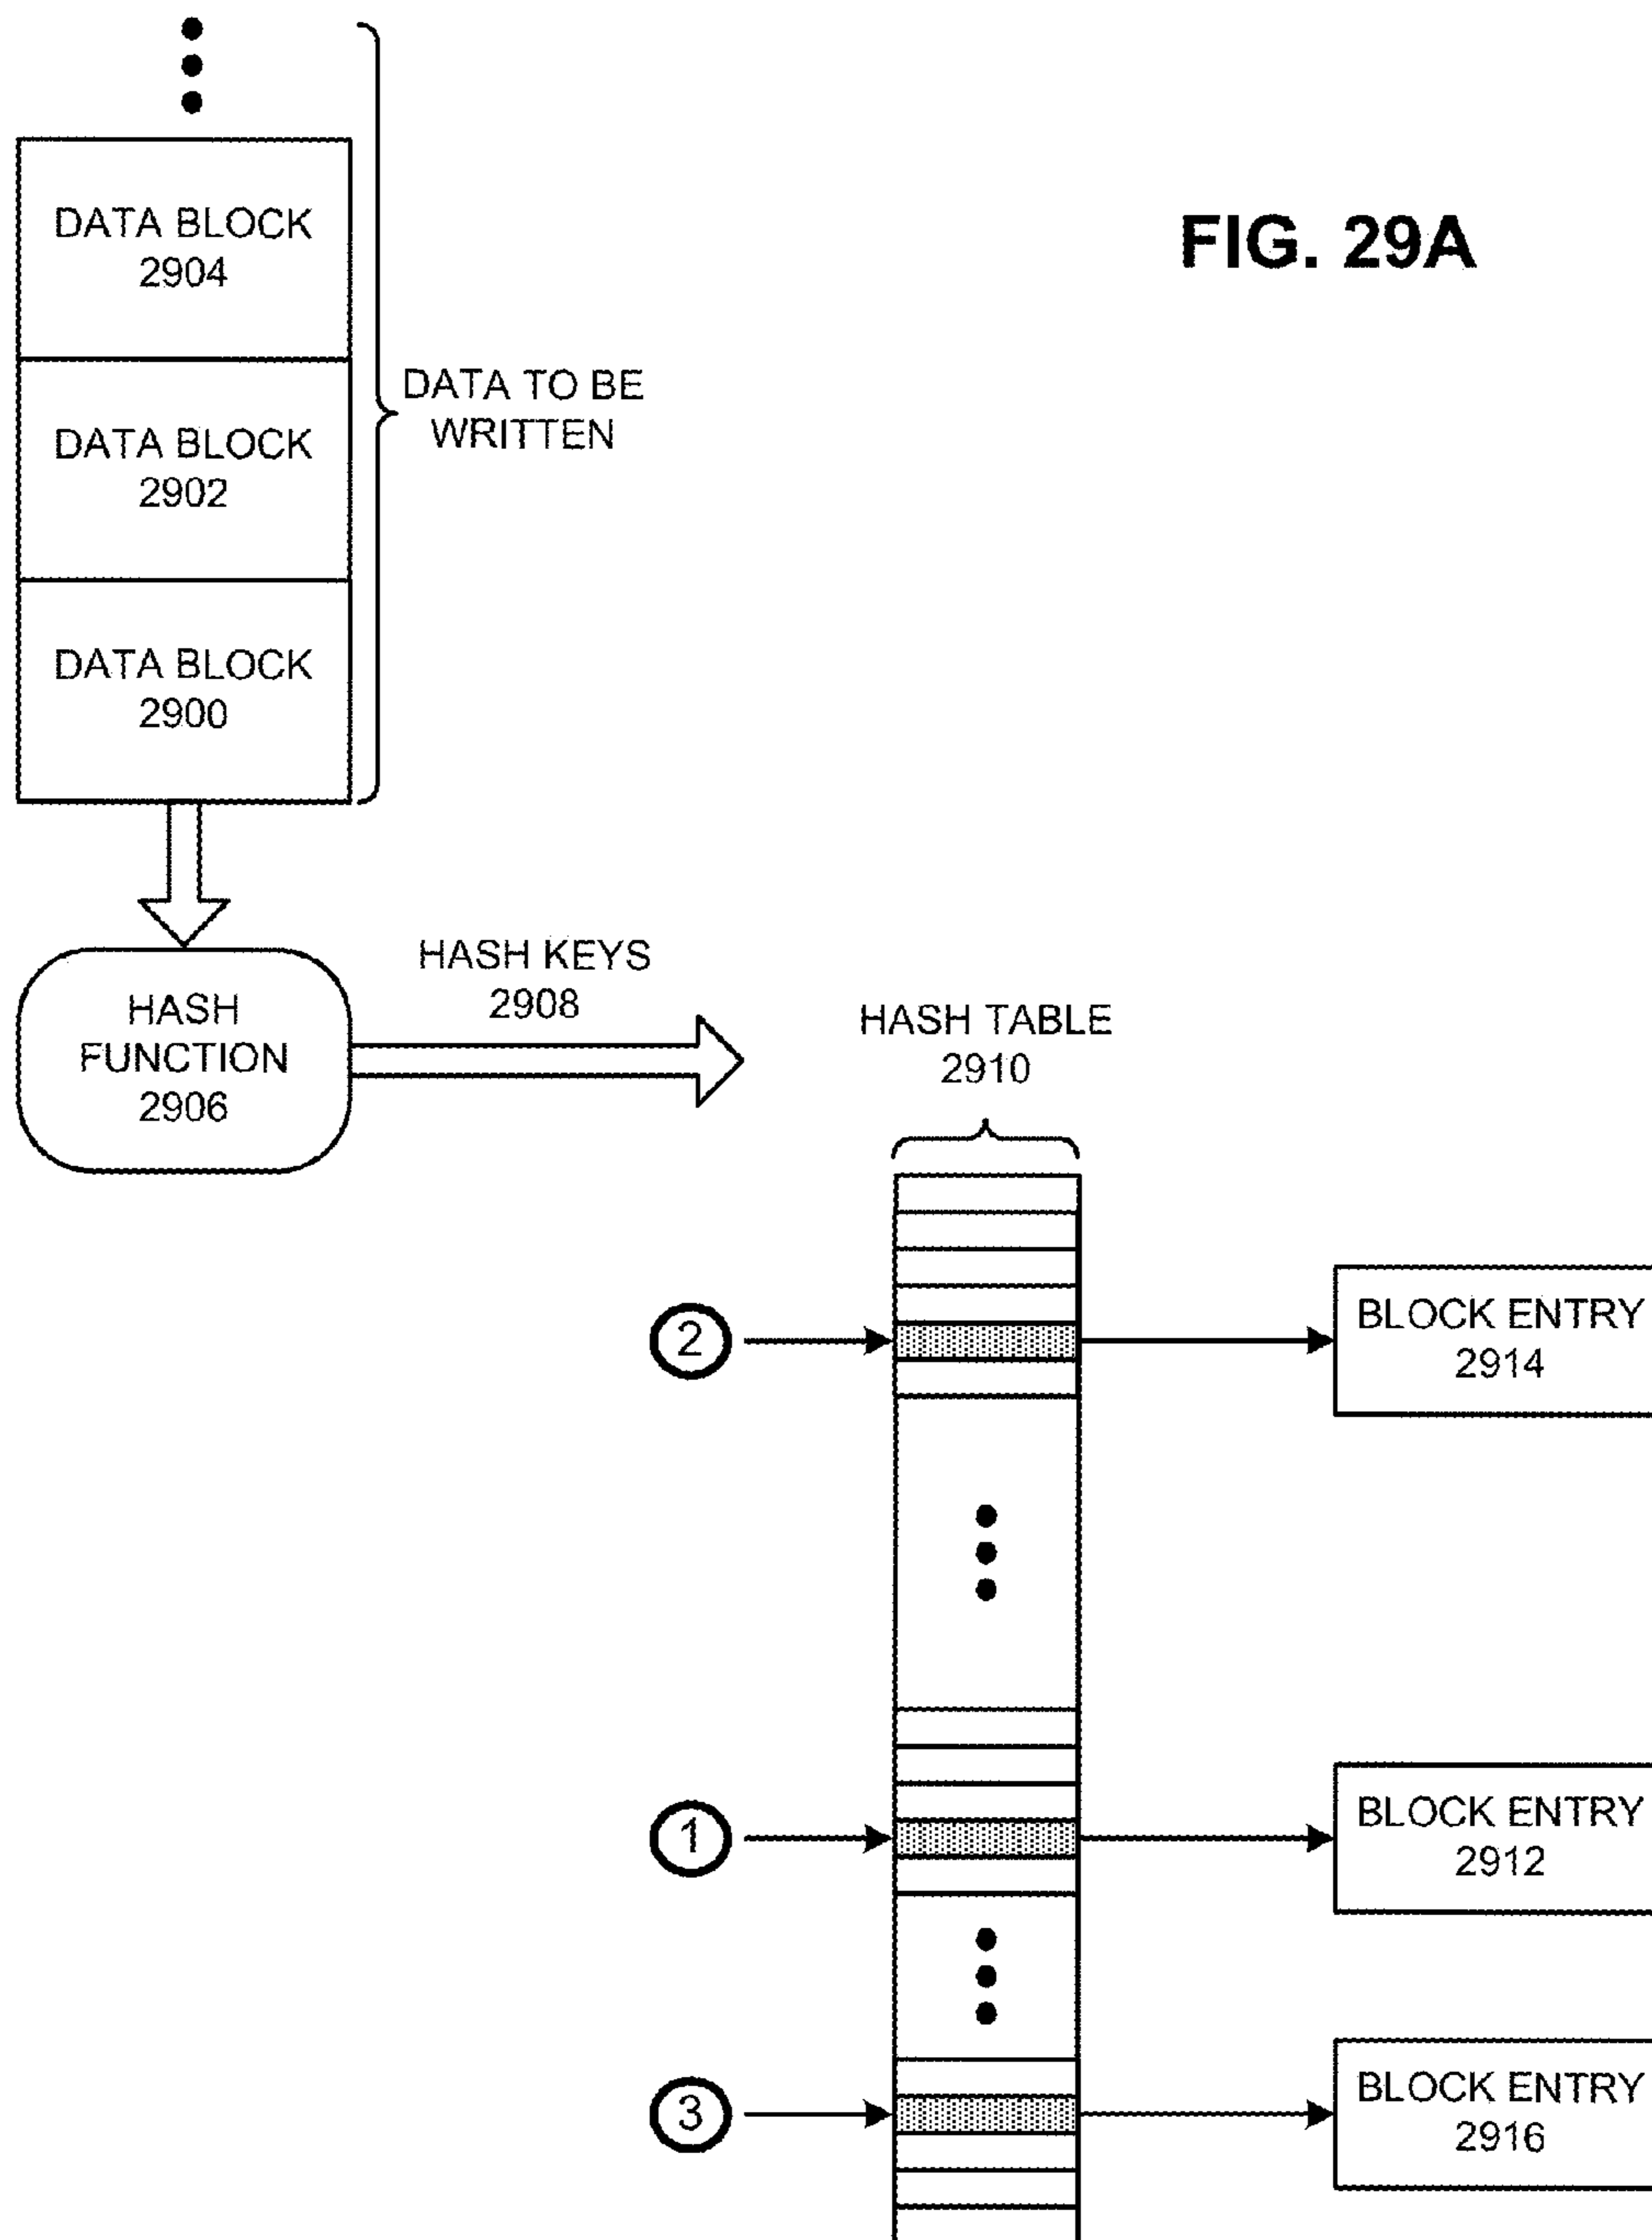 FIG. 29A
DATA BLOCK
2904
DATA TO BE
WRITTEN
DATA BLOCK
2902
DATA BLOCK
2900
HASH KEYS
2908
HASH
FUNCTION
2906
HASH TABLE
2910
2
BLOCK ENTRY
2914
1
BLOCK ENTRY
2912
3
BLOCK ENTRY
2916